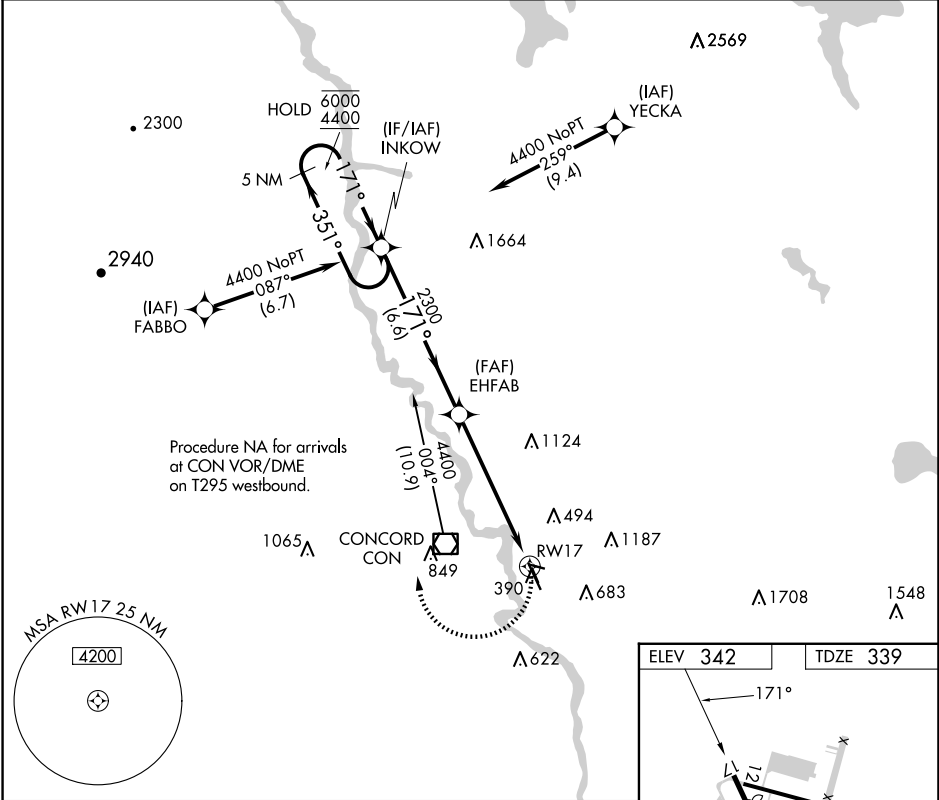 2569
(IAF)
YECKA
4400 NoPT
259°
(9.4)
HOLD 6000
4400
2300
(IF/IAF)
INKOW
5 NM
171°
351°
1664
2940
4400 NoPT
087°
(6.7)
(IAF)
FABBO
2300
171°
(6.6)
(FAF)
EHFAB
1124
Procedure NA for arrivals
at CON VOR/DME
on T295 westbound.
4400
004°
(10.9)
494
1065
CONCORD
CON
849
1187
RW17
390
683
1708
1548
622
MSA RW17 25 NM
4200
ELEV 342
TDZE 339
171°
17
12